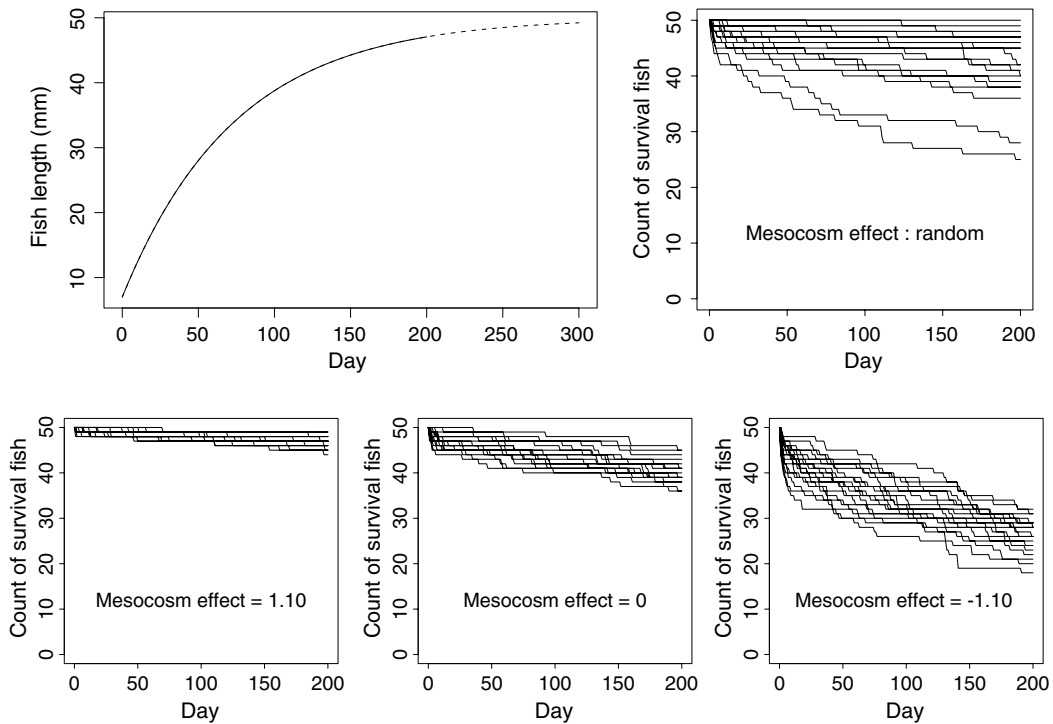 Fish length (mm)
10 20 30 40 50
0 50 100 150 200 250 300
Day
Count of survival fish
0 10 20 30 40 50
Mesocosm effect : random
0 50 100 150 200
Day
Count of survival fish
0 10 20 30 40 50
Mesocosm effect = 1.10
0 50 100 150 200
Day
Count of survival fish
0 10 20 30 40 50
Mesocosm effect = 0
0 50 100 150 200
Day
Count of survival fish
0 10 20 30 40 50
Mesocosm effect = -1.10
0 50 100 150 200
Day